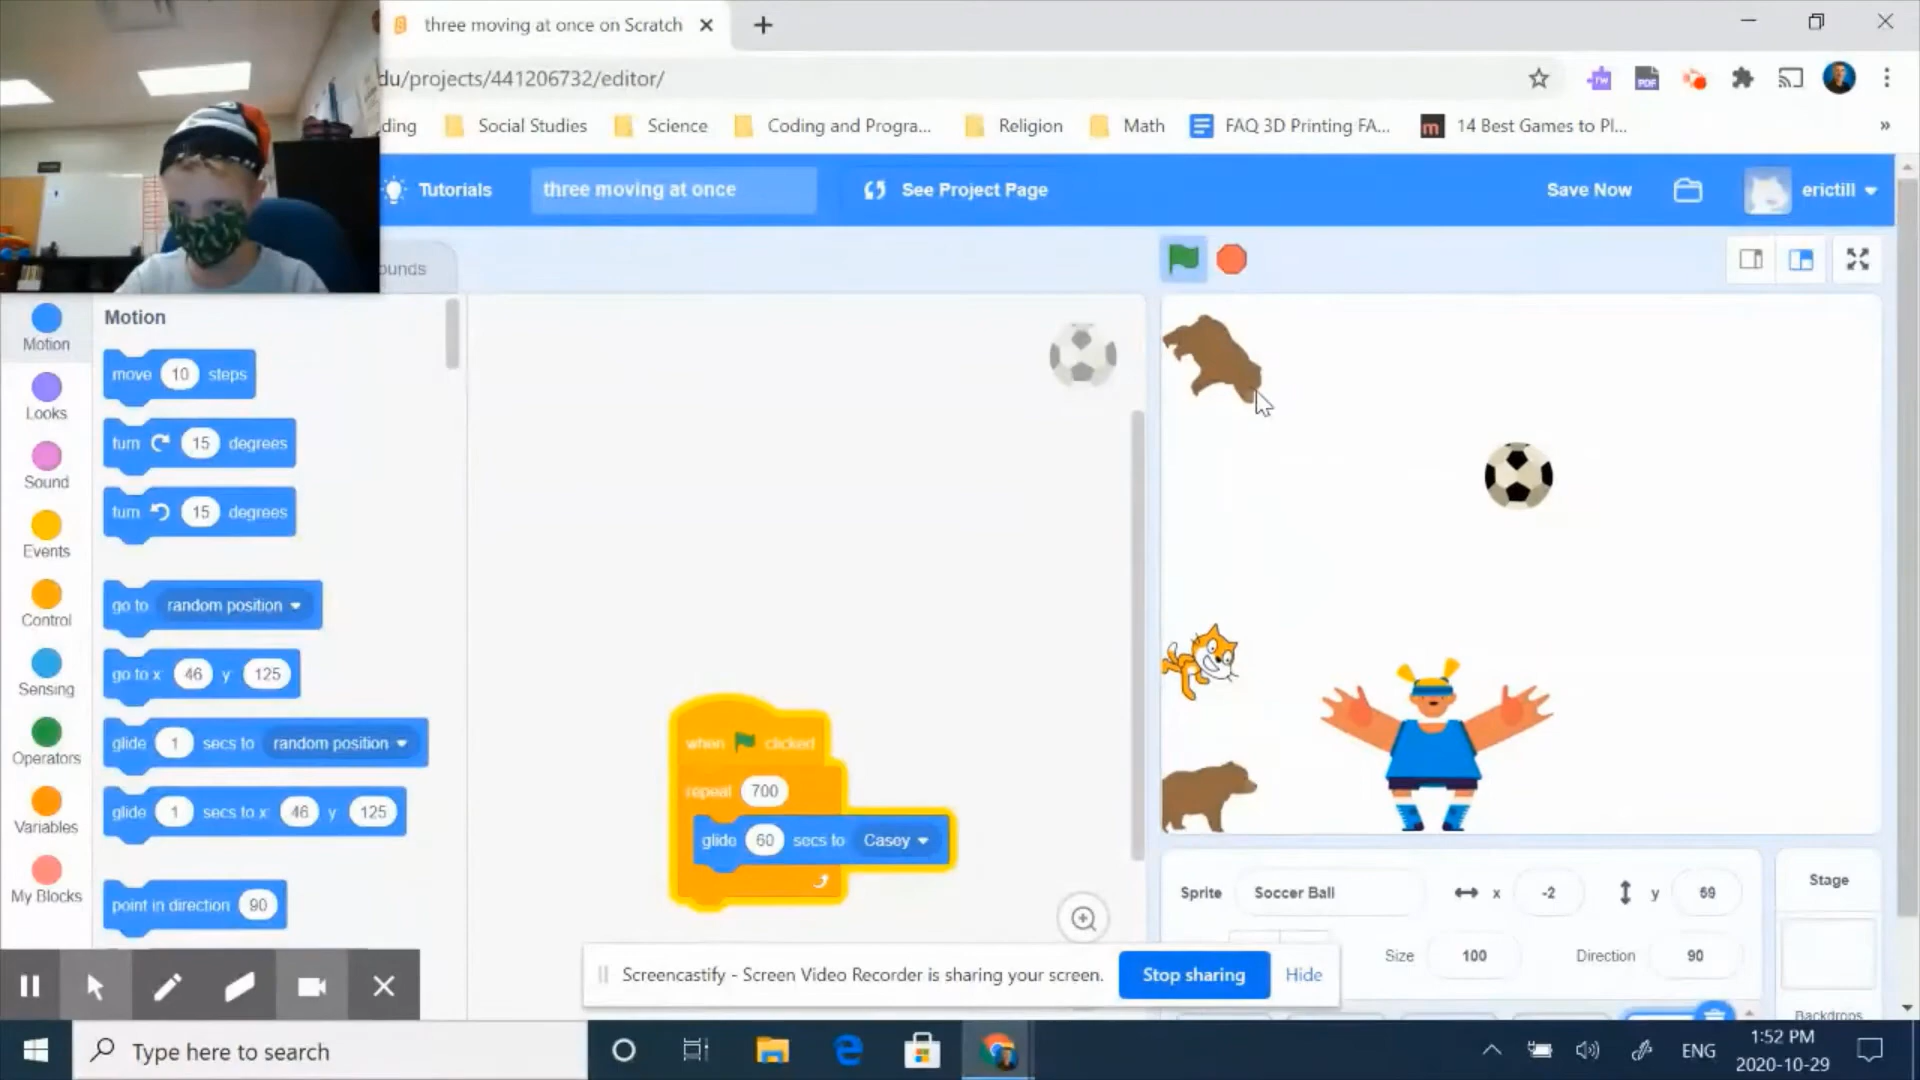 three moving at once on Scratch
du/projects/441206732/editor/
ding
Social Studies
Science
Coding and Progra...
Religion
Math
FAQ 3D Printing FA...
14 Best Games to Pl...
Tutorials
three moving at once
See Project Page
Save Now
erictill
ounds
Motion
Looks
Sound
Events
Control
Sensing
Operators
Variables
My Blocks
Motion
move 10 steps
turn 15 degrees
turn 15 degrees
go to random position
go to x: 46 y: 125
glide 1 secs to random position
glide 1 secs to x: 46 y: 125
point in direction 90
when clicked
repeat 700
glide 60 secs to Casey
Sprite Soccer Ball x -2 y 69
Size 100 Direction 90
Stage
Backdrops
Screencastify - Screen Video Recorder is sharing your screen.
Stop sharing
Hide
Type here to search
ENG
1:52 PM
2020-10-29